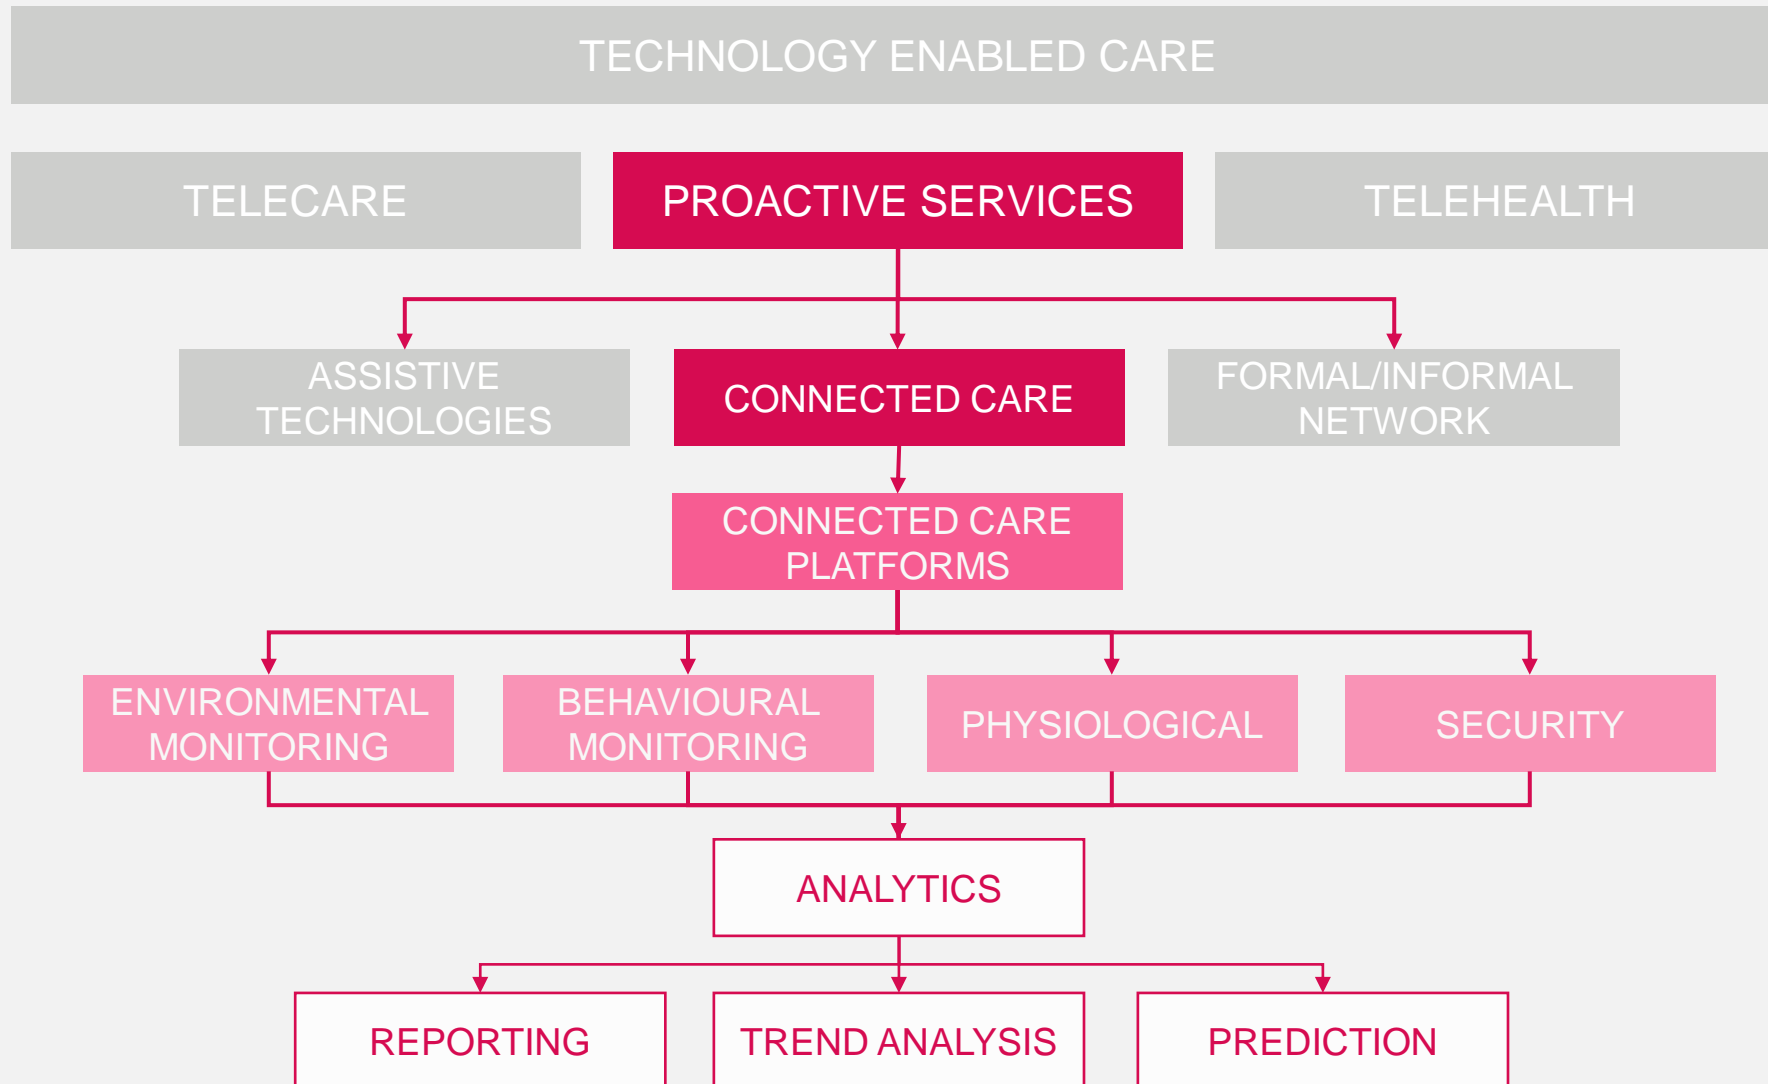 TECHNOLOGY ENABLED CARE
TELECARE
PROACTIVE SERVICES
TELEHEALTH
ASSISTIVE
TECHNOLOGIES
CONNECTED CARE
FORMAL/INFORMAL
NETWORK
CONNECTED CARE
PLATFORMS
ENVIRONMENTAL
MONITORING
BEHAVIOURAL
MONITORING
PHYSIOLOGICAL
SECURITY
ANALYTICS
REPORTING
TREND ANALYSIS
PREDICTION